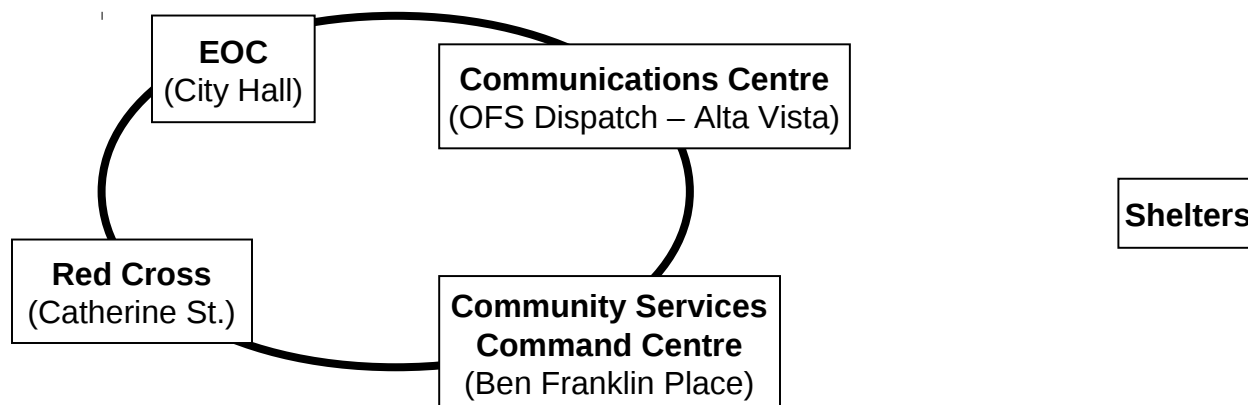 EOC
(City Hall)
Communications Centre
(OFS Dispatch – Alta Vista)
Shelters
Red Cross
(Catherine St.)
Community Services
Command Centre
(Ben Franklin Place)